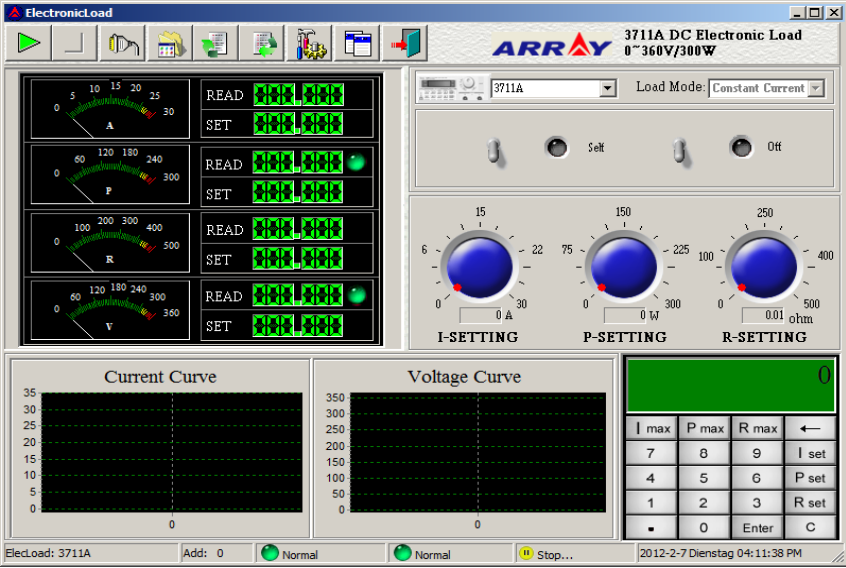 ElectronicLoad
ARRAY
3711A DC Electronic Load
0~360V/300W
3711A
Load Mode: Constant Current
Self
Off
0 5 10 15 20 25 30
A
READ
SET
0 60 120 180 240 300
P
READ
SET
0 100 200 300 400 500
R
READ
SET
0 60 120 180 240 300 360
V
READ
SET
0 6 15 22 30
0 A
I-SETTING
0 75 150 225 300
0 W
P-SETTING
0 100 250 400 500
0.01 ohm
R-SETTING
Current Curve
35
30
25
20
15
10
5
0
0
Voltage Curve
350
300
250
200
150
100
50
0
0
0
I max P max R max ←
7 8 9 I set
4 5 6 P set
1 2 3 R set
. 0 Enter C
ElecLoad: 3711A Add: 0 Normal Normal Stop... 2012-2-7 Dienstag 04:11:38 PM